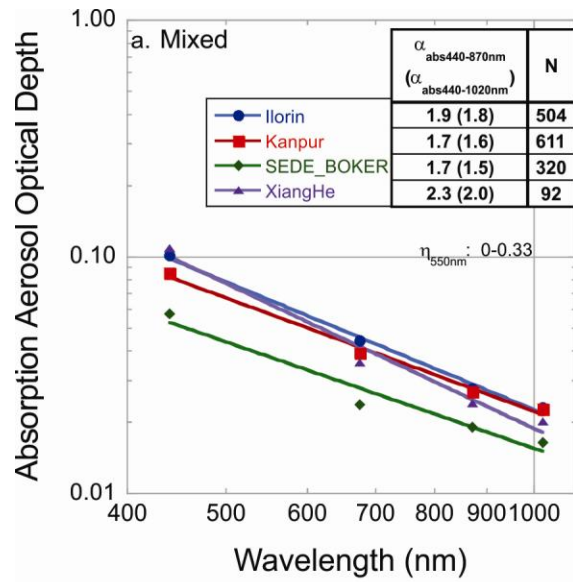 a. Mixed
α abs440-870nm
(α abs440-1020nm)
N
Ilorin 1.9 (1.8) 504
Kanpur 1.7 (1.6) 611
SEDE_BOKER 1.7 (1.5) 320
XiangHe 2.3 (2.0) 92
η550nm: 0-0.33
Absorption Aerosol Optical Depth
1.00
0.10
0.01
400 500 600 700 800 900 1000
Wavelength (nm)